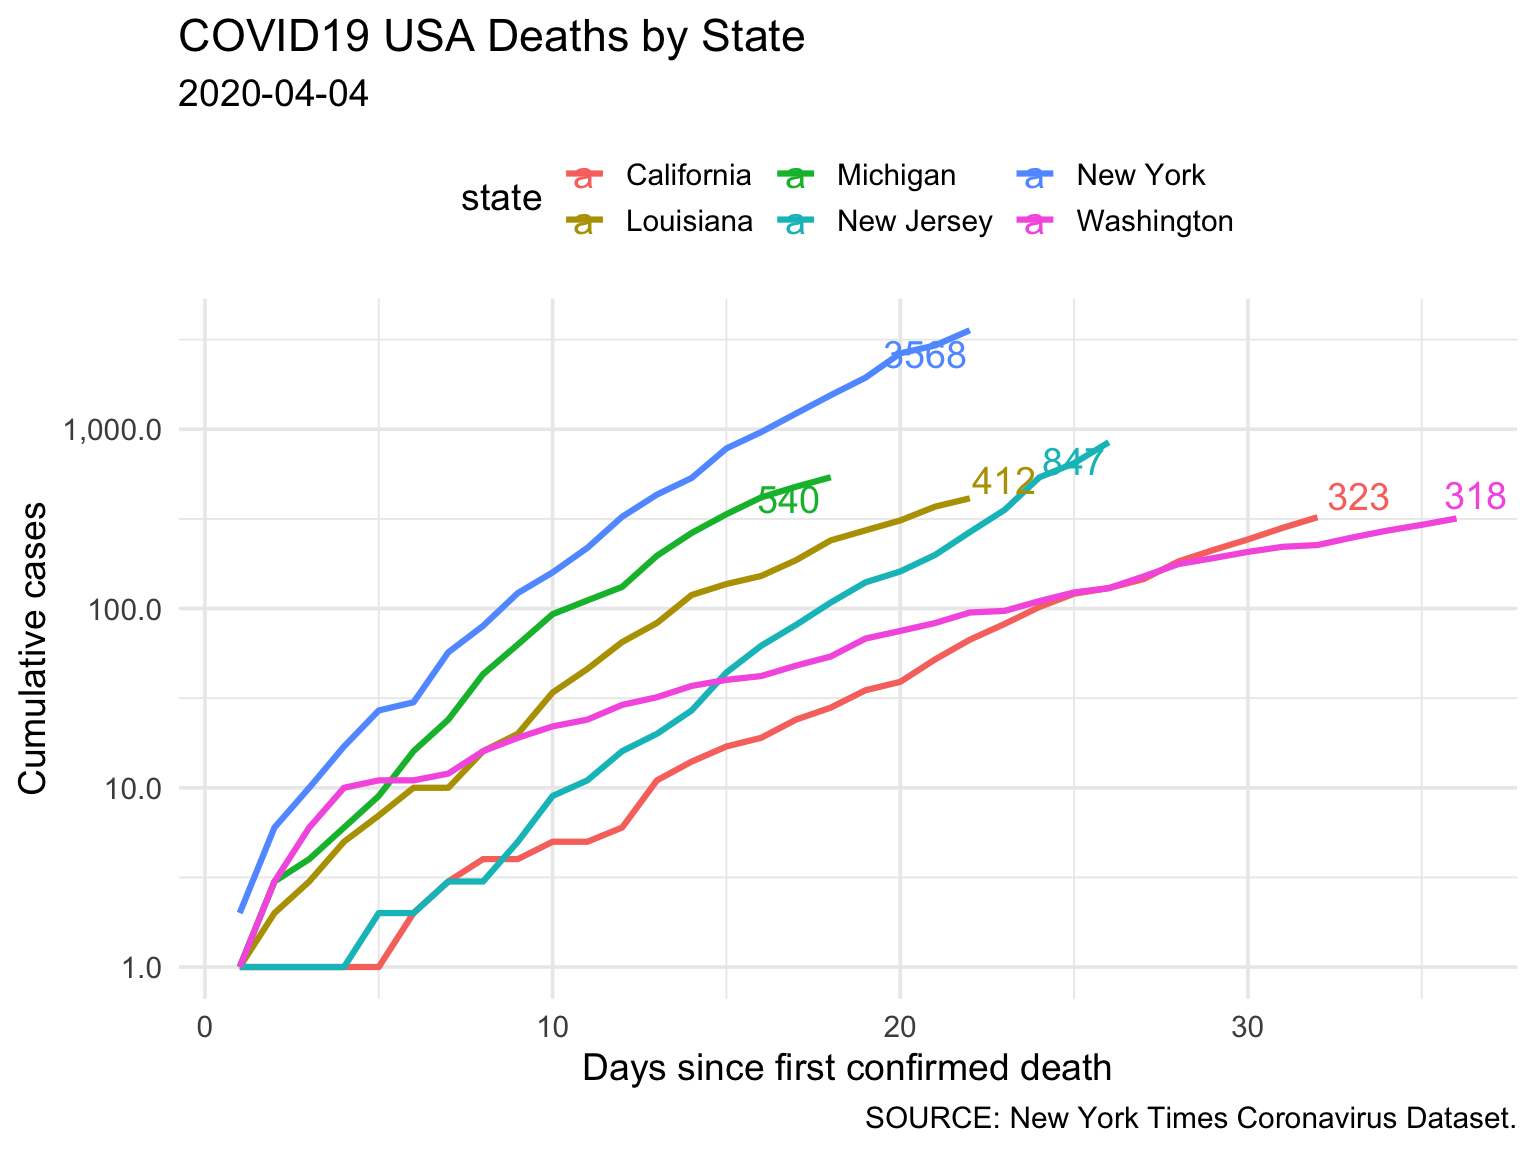 COVID19 USA Deaths by State
2020-04-04
state
a California a Michigan a New York
a Louisiana a New Jersey a Washington
3568
1,000.0
847
412
540
323
318
100.0
10.0
1.0
Cumulative cases
0 10 20 30
Days since first confirmed death
SOURCE: New York Times Coronavirus Dataset.